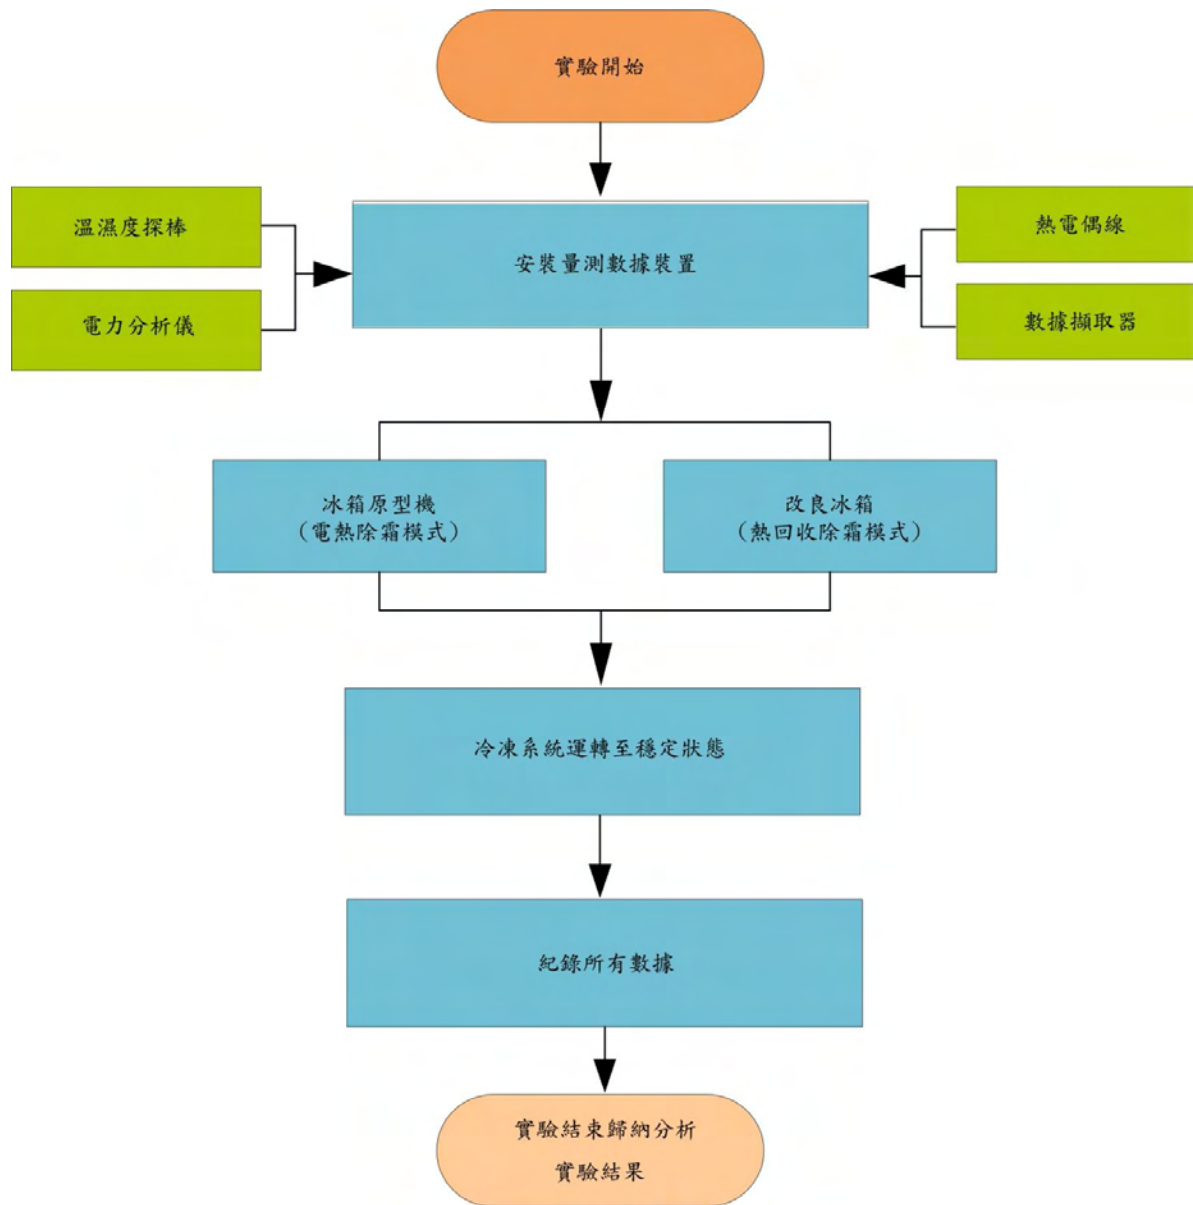 實驗開始
溫濕度探棒
熱電偶線
安裝量測數據裝置
電力分析儀
數據擷取器
冰箱原型機
（電熱除霜模式）
改良冰箱
（熱回收除霜模式）
冷凍系統運轉至穩定狀態
紀錄所有數據
實驗結束歸納分析
實驗結果